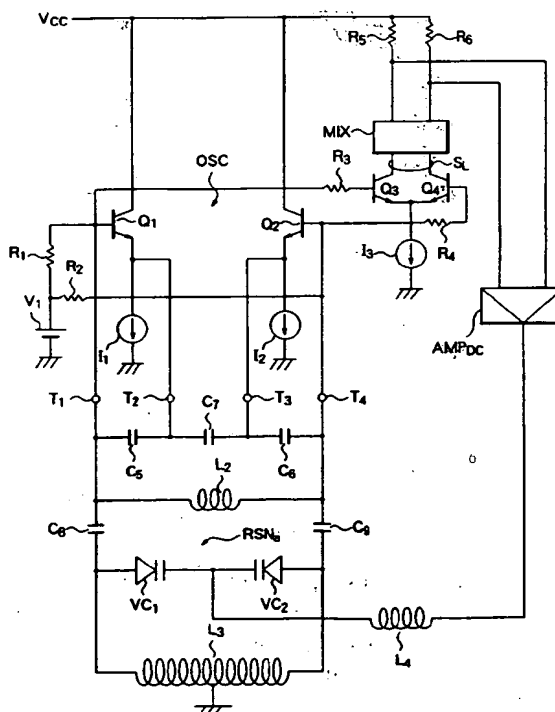 VCC
R5
R6
MIX
OSC
R3
SL
Q3
Q4
Q1
Q2
R4
R1
R2
I3
V1
I1
I2
AMPDC
T1
T2
C7
T3
T4
C5
C6
L2
C8
C9
RSNa
VC1
VC2
L3
L4